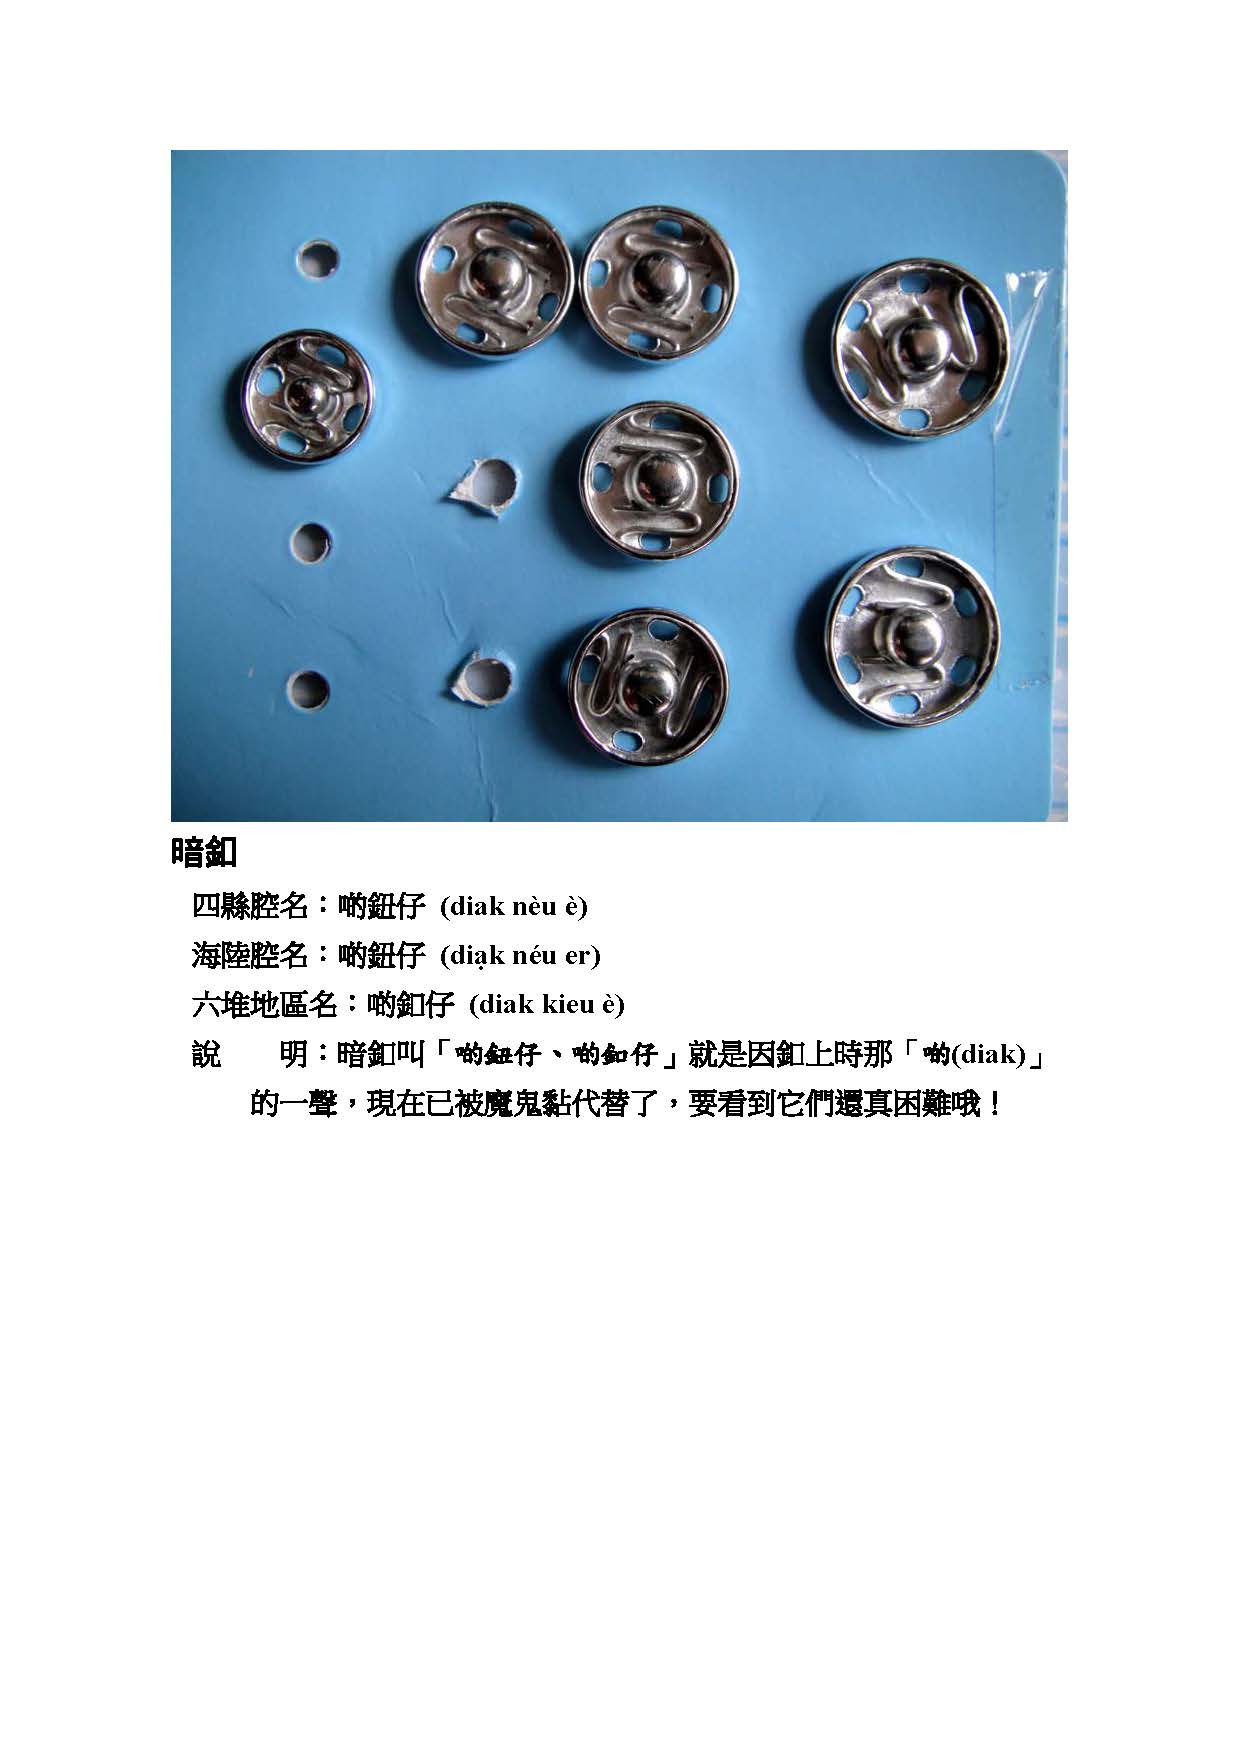 暗釦
四縣腔名：啲鈕仔 (diak nèu è)
海陸腔名：啲鈕仔 (diạk néu er)
六堆地區名：啲釦仔 (diak kieu è)
說　　明：暗釦叫「啲鈕仔、啲釦仔」就是因釦上時那「啲(diak)」
的一聲，現在已被魔鬼黏代替了，要看到它們還真困難哦！